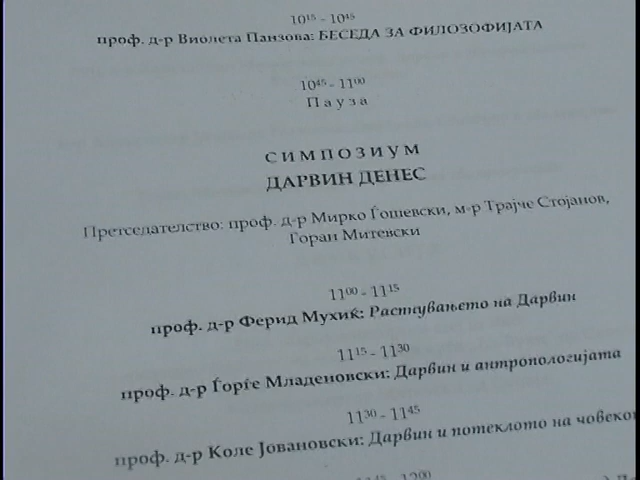 10¹⁵ - 10⁴⁵
проф. д-р Виолета Панзова: БЕСЕДА ЗА ФИЛОЗОФИЈАТА
10⁴⁵ - 11⁰⁰
П а у з а
С И М П О З И У М
ДАРВИН ДЕНЕС
Претседателство: проф. д-р Мирко Ѓошевски, м-р Трајче Стојанов,
Горан Митевски
11⁰⁰ - 11¹⁵
проф. д-р Ферид Мухиќ: Растувањето на Дарвин
11¹⁵ - 11³⁰
проф. д-р Ѓорѓе Младеновски: Дарвин и антропологијата
11³⁰ - 11⁴⁵
проф. д-р Коле Јовановски: Дарвин и потеклото на човеко
12⁰⁰